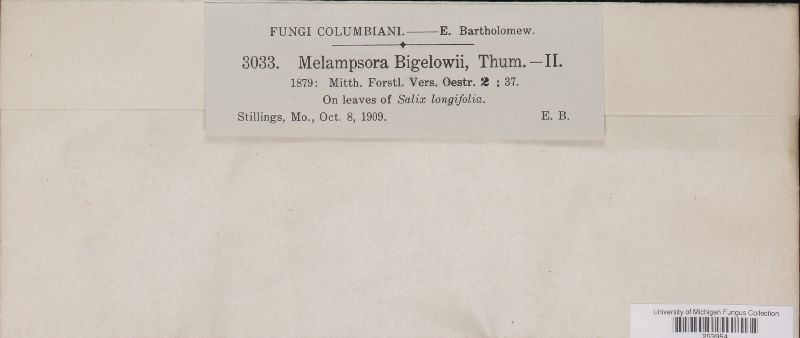 FUNGI COLUMBIANI.——E. Bartholomew.
3033. Melampsora Bigelowii, Thum.—II.
1879: Mitth. Forstl. Vers. Oestr. 2 : 37.
On leaves of Salix longifolia.
Stillings, Mo., Oct. 8, 1909. E. B.
University of Michigan Fungus Collection